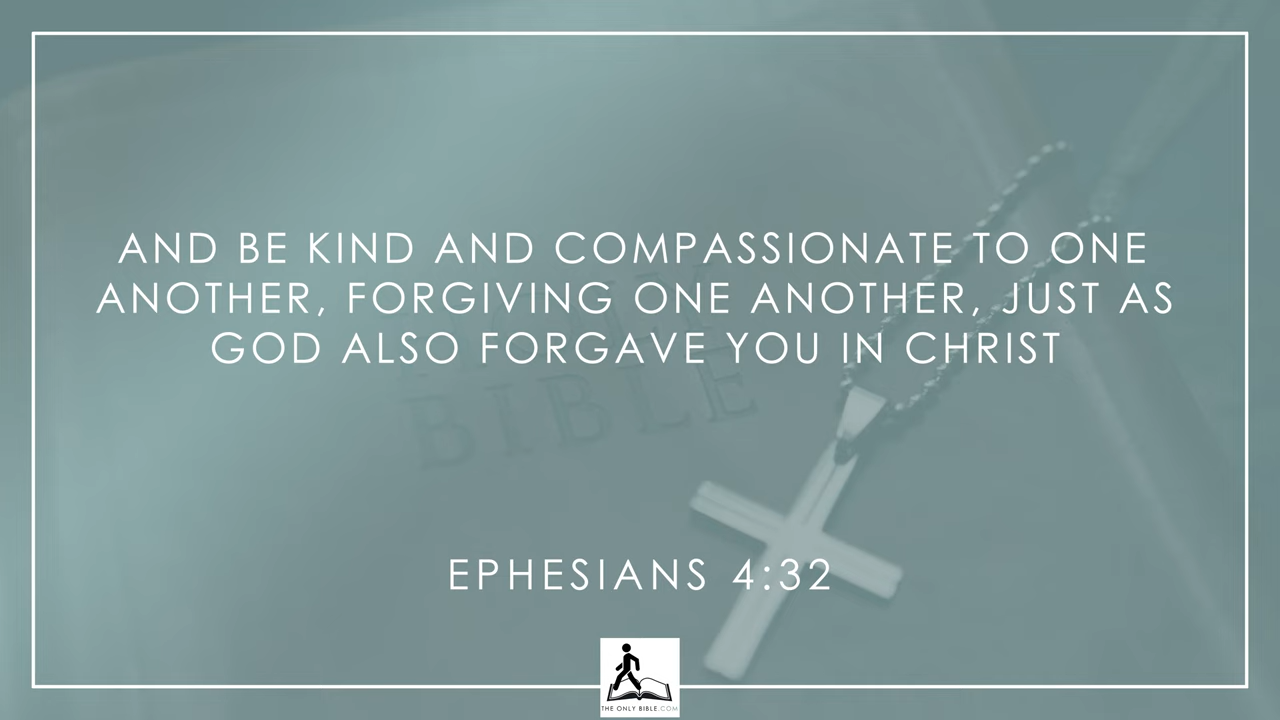 AND BE KIND AND COMPASSIONATE TO ONE
ANOTHER, FORGIVING ONE ANOTHER, JUST AS
GOD ALSO FORGAVE YOU IN CHRIST
BIBLE
EPHESIANS 4:32
THE ONLY BIBLE.COM